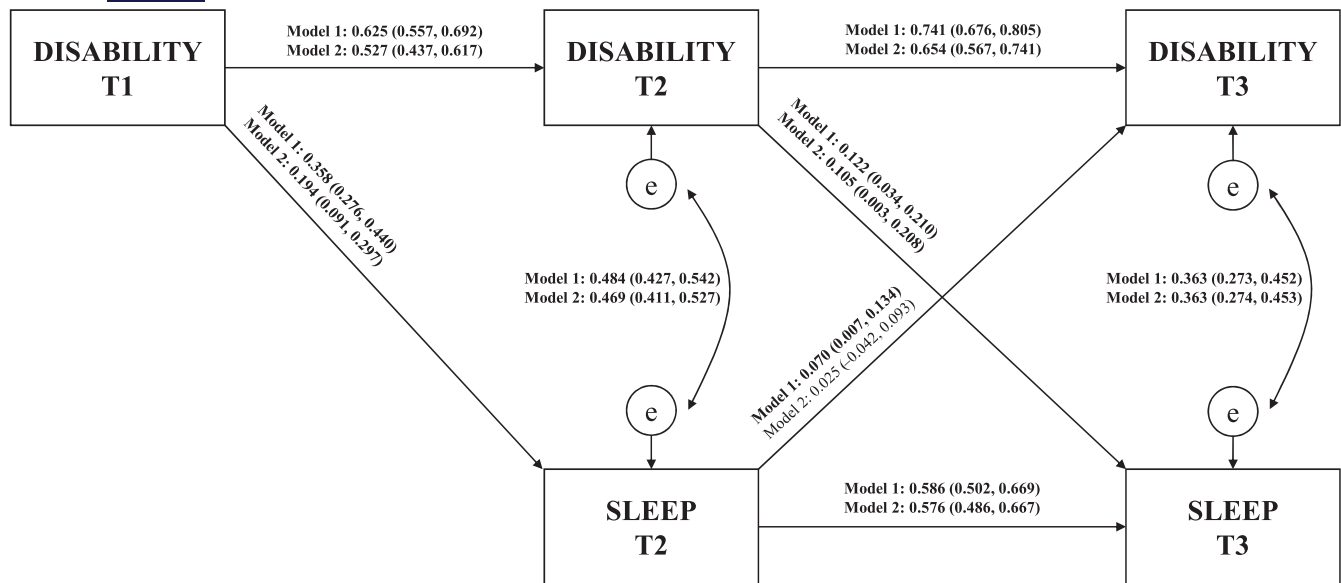 DISABILITY
T1
Model 1: 0.625 (0.557, 0.692)
Model 2: 0.527 (0.437, 0.617)
DISABILITY
T2
Model 1: 0.741 (0.676, 0.805)
Model 2: 0.654 (0.567, 0.741)
DISABILITY
T3
Model 1: 0.358 (0.276, 0.440)
Model 2: 0.194 (0.091, 0.297)
Model 1: 0.122 (0.034, 0.210)
Model 2: 0.105 (0.003, 0.208)
e
e
Model 1: 0.484 (0.427, 0.542)
Model 2: 0.469 (0.411, 0.527)
Model 1: 0.363 (0.273, 0.452)
Model 2: 0.363 (0.274, 0.453)
Model 1: 0.070 (0.007, 0.134)
Model 2: 0.025 (–0.042, 0.093)
e
e
SLEEP
T2
Model 1: 0.586 (0.502, 0.669)
Model 2: 0.576 (0.486, 0.667)
SLEEP
T3